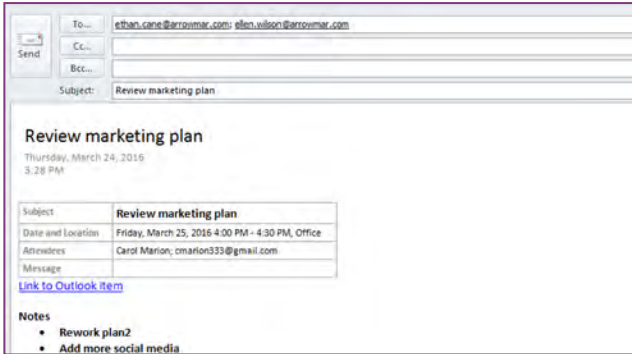 To...
ethan.cane@arrowmar.com; ellen.wilson@arrowmar.com
Send
Cc...
Bcc...
Subject:
Review marketing plan
Review marketing plan
Thursday, March 24, 2016
3:28 PM
Subject
Review marketing plan
Date and Location
Friday, March 25, 2016 4:00 PM - 4:30 PM, Office
Attendees
Carol Marion; cmarion333@gmail.com
Message
Link to Outlook item
Notes
• Rework plan2
• Add more social media